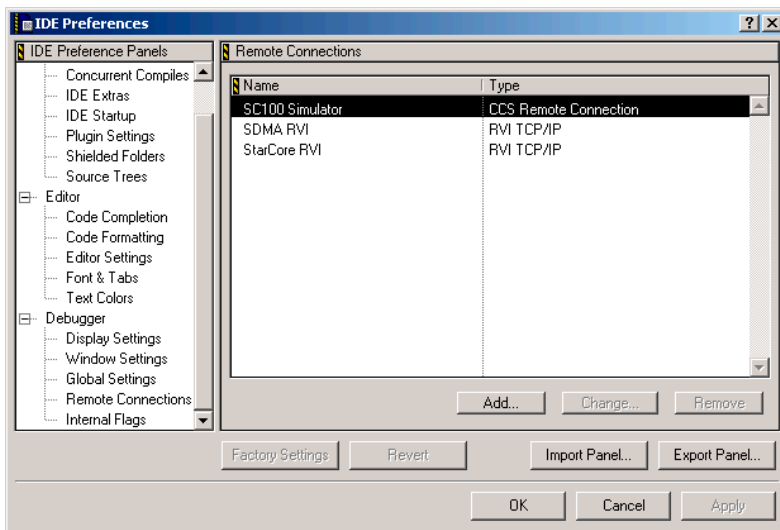 IDE Preferences
IDE Preference Panels
Concurrent Compiles
IDE Extras
IDE Startup
Plugin Settings
Shielded Folders
Source Trees
Editor
Code Completion
Code Formatting
Editor Settings
Font & Tabs
Text Colors
Debugger
Display Settings
Window Settings
Global Settings
Remote Connections
Internal Flags
Remote Connections
Name Type
SC100 Simulator CCS Remote Connection
SDMA RVI RVI TCP/IP
StarCore RVI RVI TCP/IP
Add... Change... Remove
Factory Settings Revert Import Panel... Export Panel...
OK Cancel Apply